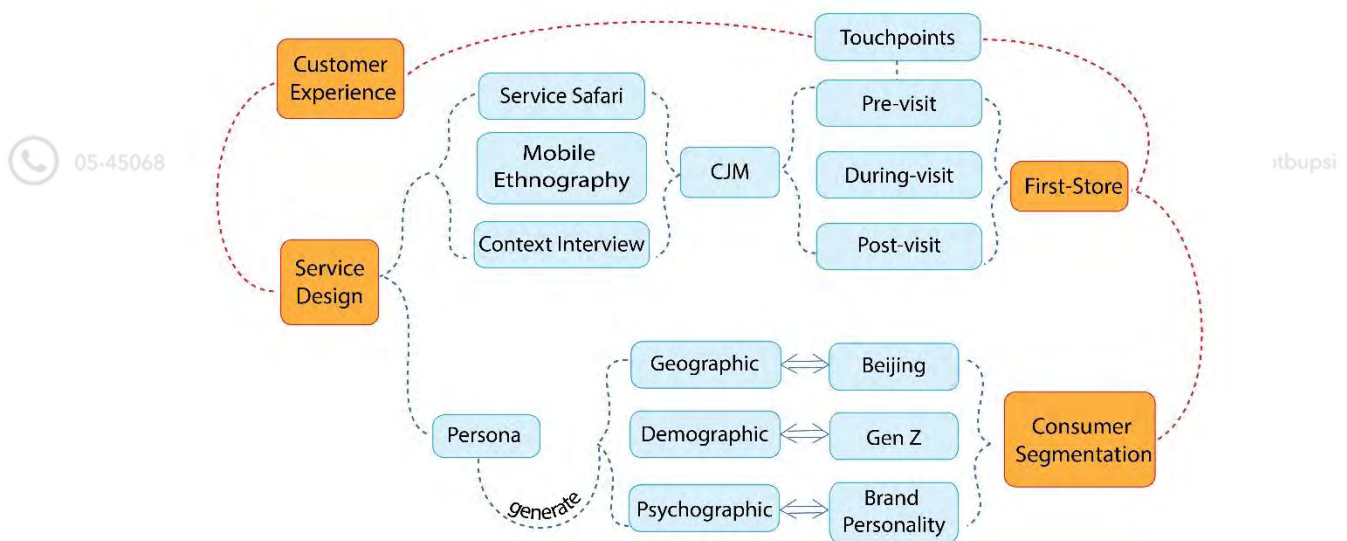 Touchpoints
Customer
Experience
Service Safari
Pre-visit
Mobile
Ethnography
CJM
During-visit
First-Store
05-45068
otbupsi
Context Interview
Post-visit
Service
Design
Geographic
Beijing
Persona
Demographic
Gen Z
Consumer
Segmentation
generate
Psychographic
Brand
Personality